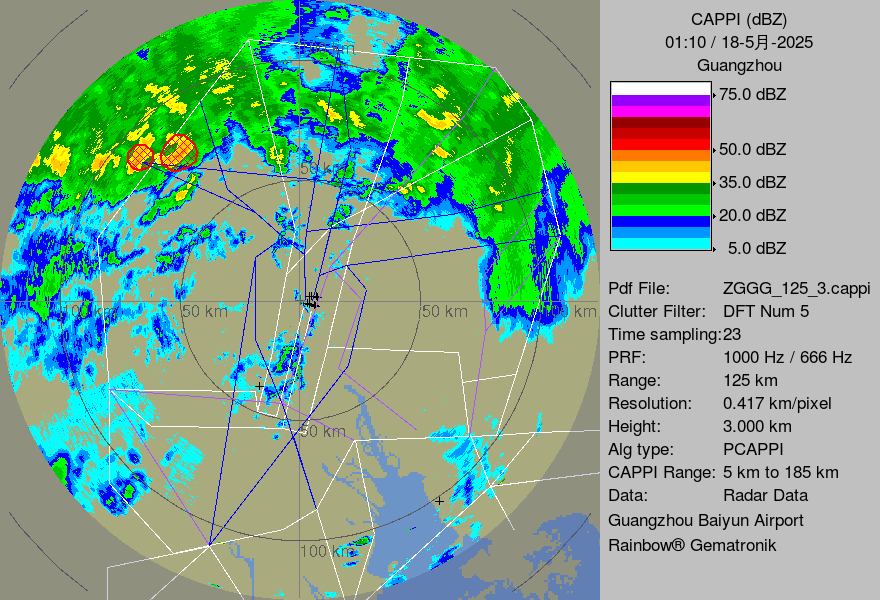 CAPPI (dBZ)
01:10 / 18-5月-2025
Guangzhou
75.0 dBZ
50.0 dBZ
35.0 dBZ
20.0 dBZ
5.0 dBZ
Pdf File: ZGGG_125_3.cappi
Clutter Filter: DFT Num 5
Time sampling:23
PRF: 1000 Hz / 666 Hz
Range: 125 km
Resolution: 0.417 km/pixel
Height: 3.000 km
Alg type: PCAPPI
CAPPI Range: 5 km to 185 km
Data: Radar Data
Guangzhou Baiyun Airport
Rainbow® Gematronik
50 km
100 km
50 km
50 km
100 km
50 km
100 km